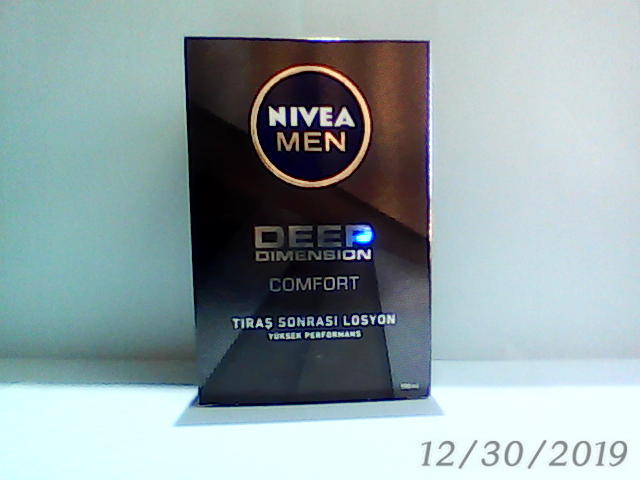 NIVEA
MEN
DEEP
DIMENSION
COMFORT
TIRAŞ SONRASI LOSYON
YÜKSEK PERFORMANS
12/30/2019